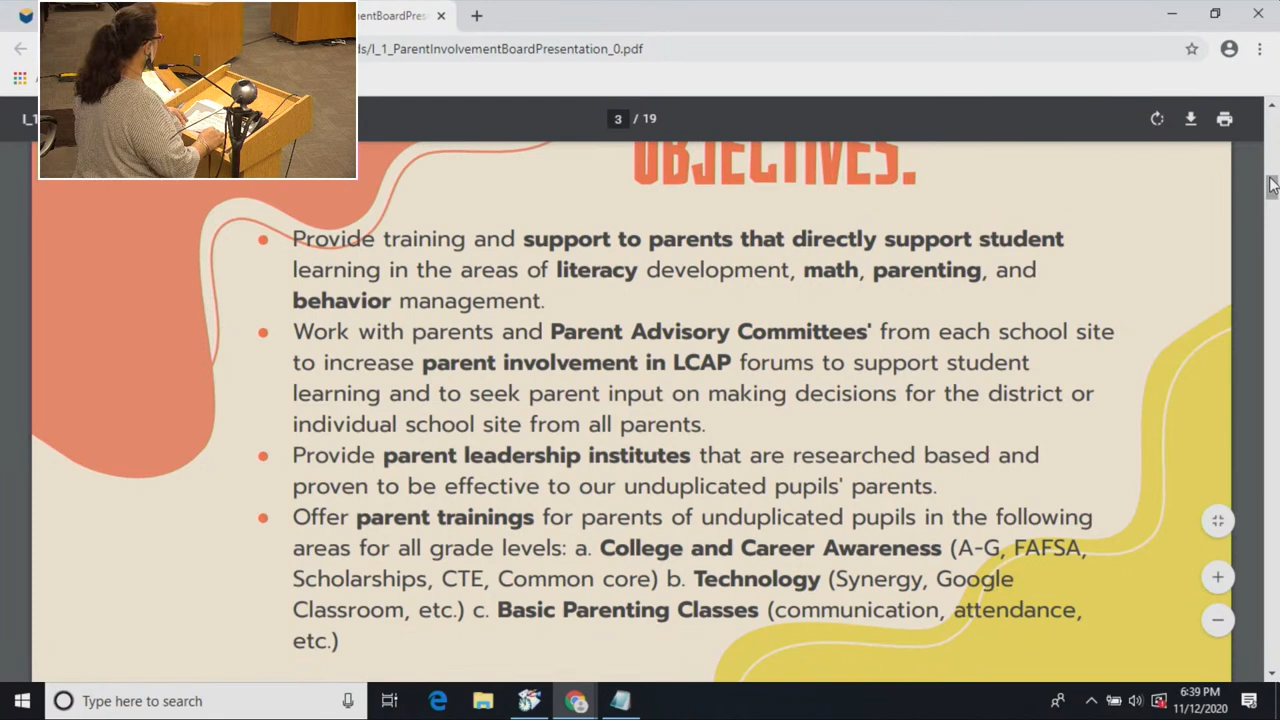 entBoardPres
ds/I_1_ParentInvolvementBoardPresentation_0.pdf
3 / 19
OBJECTIVES.
Provide training and support to parents that directly support student
learning in the areas of literacy development, math, parenting, and
behavior management.
Work with parents and Parent Advisory Committees' from each school site
to increase parent involvement in LCAP forums to support student
learning and to seek parent input on making decisions for the district or
individual school site from all parents.
Provide parent leadership institutes that are researched based and
proven to be effective to our unduplicated pupils' parents.
Offer parent trainings for parents of unduplicated pupils in the following
areas for all grade levels: a. College and Career Awareness (A-G, FAFSA,
Scholarships, CTE, Common core) b. Technology (Synergy, Google
Classroom, etc.) c. Basic Parenting Classes (communication, attendance,
etc.)
Type here to search
6:39 PM
11/12/2020